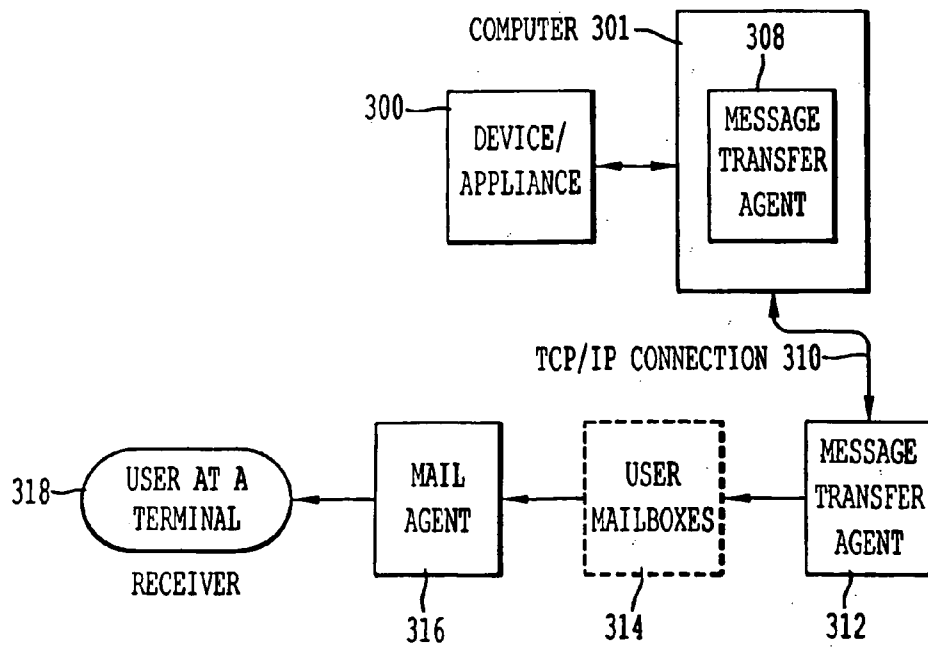 COMPUTER 301
308
300
DEVICE/
APPLIANCE
MESSAGE
TRANSFER
AGENT
TCP/IP CONNECTION 310
318
USER AT A
TERMINAL
RECEIVER
MAIL
AGENT
316
USER
MAILBOXES
314
MESSAGE
TRANSFER
AGENT
312